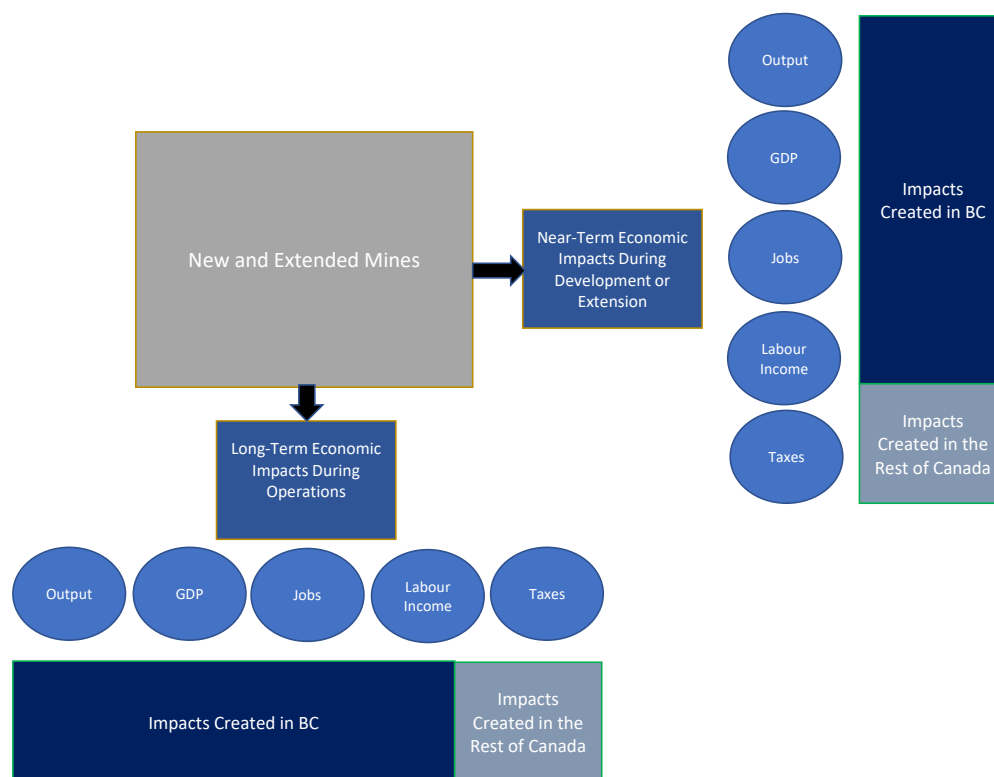 New and Extended Mines
Near-Term Economic
Impacts During
Development or
Extension
Output
GDP
Jobs
Labour
Income
Taxes
Impacts
Created in BC
Impacts
Created in the
Rest of Canada
Long-Term Economic
Impacts During
Operations
Output
GDP
Jobs
Labour
Income
Taxes
Impacts Created in BC
Impacts
Created in the
Rest of Canada